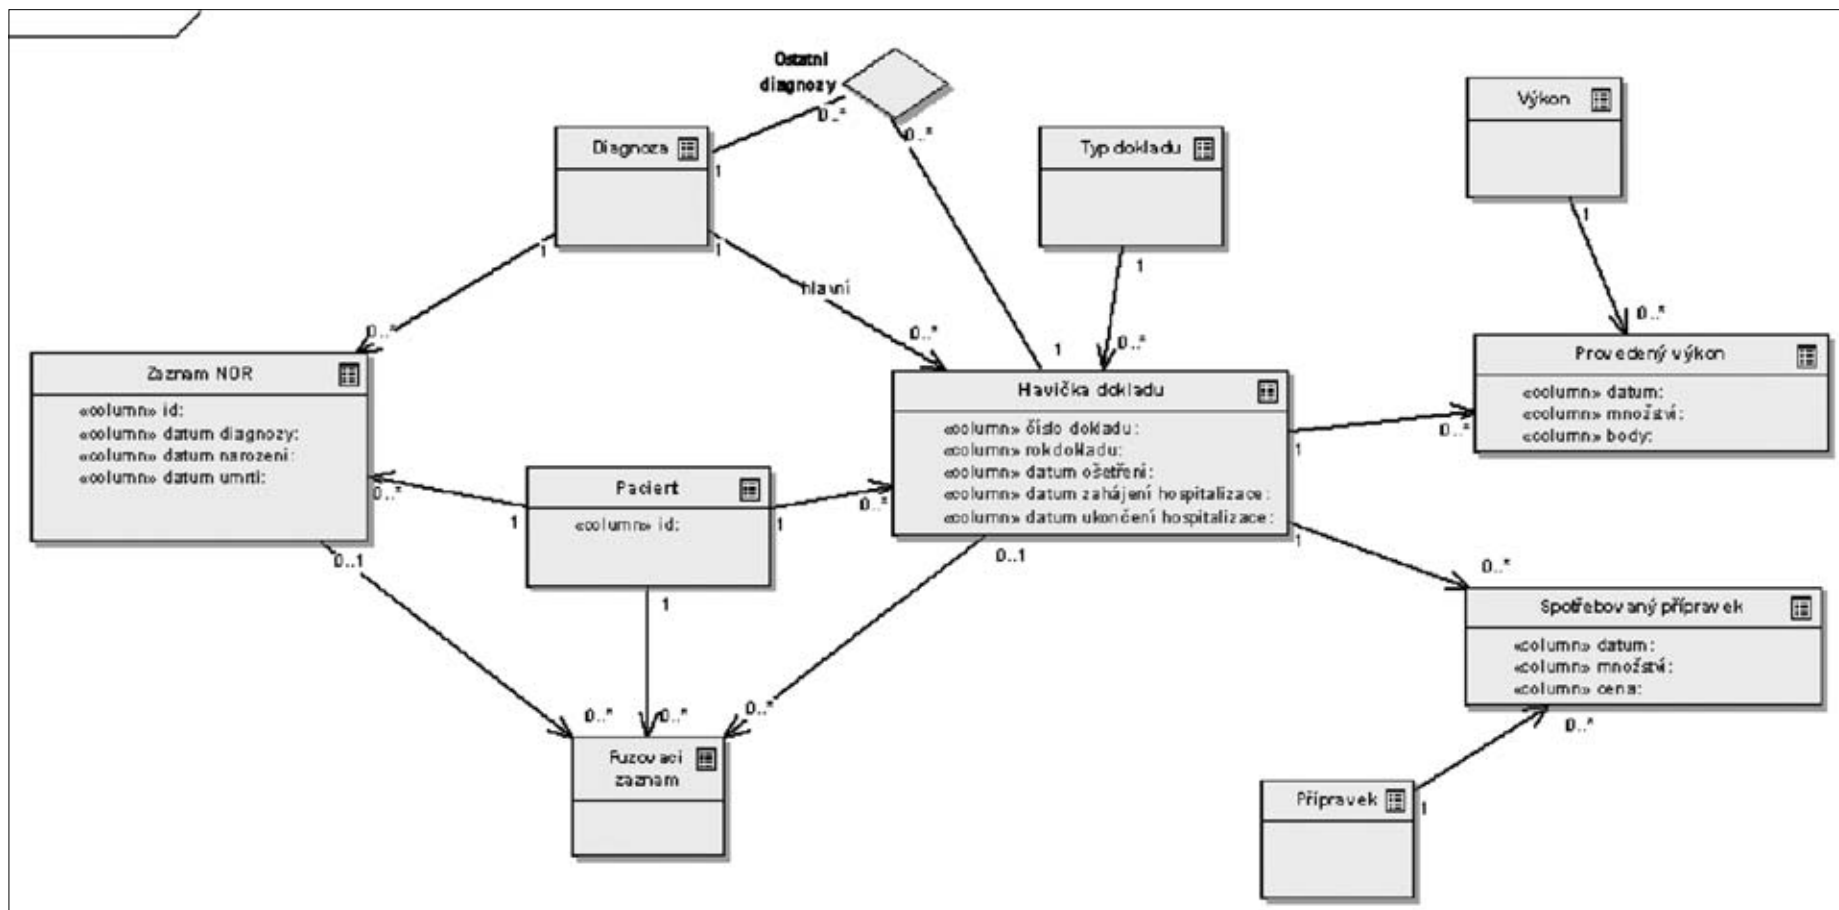 Ostatní
diagnozy
0..*
0..*
Diagnoza
1
1
1
Typ dokladu
1
Výkon
1
hlavní
0..*
0..*
1
0..*
0..*
Zaznam NOR
«column» id:
«column» datum diagnozy:
«column» datum narozeni:
«column» datum umrti:
Hlavička dokladu
«column» číslo dokladu:
«column» rok dokladu:
«column» datum ošetření:
«column» datum zahájení hospitalizace:
«column» datum ukončení hospitalizace:
Provedený výkon
«column» datum:
«column» množství:
«column» body:
1
0..*
0..*
Pacient
«column» id:
1
1
0..*
1
0..1
0..1
1
0..*
Spotřebovaný přípravek
«column» datum:
«column» množství:
«column» cena:
0..*
0..*
0..*
0..*
Fuzovaci
zaznam
Přípravek
1